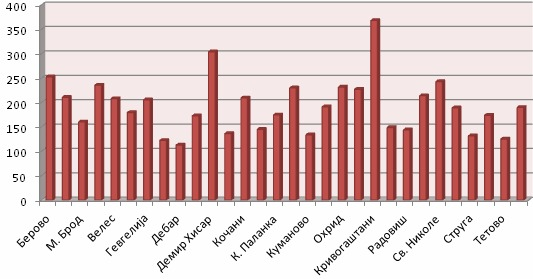 400
350
300
250
200
150
100
50
0
Берово
М. Брод
Велес
Гевгелија
Дебар
Демир Хисар
Кочани
К. Паланка
Куманово
Охрид
Кривогаштани
Радовиш
Св. Николе
Струга
Тетово